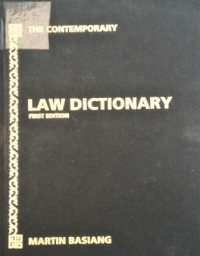 THE CONTEMPORARY
LAW DICTIONARY
FIRST EDITION
MARTIN BASIANG